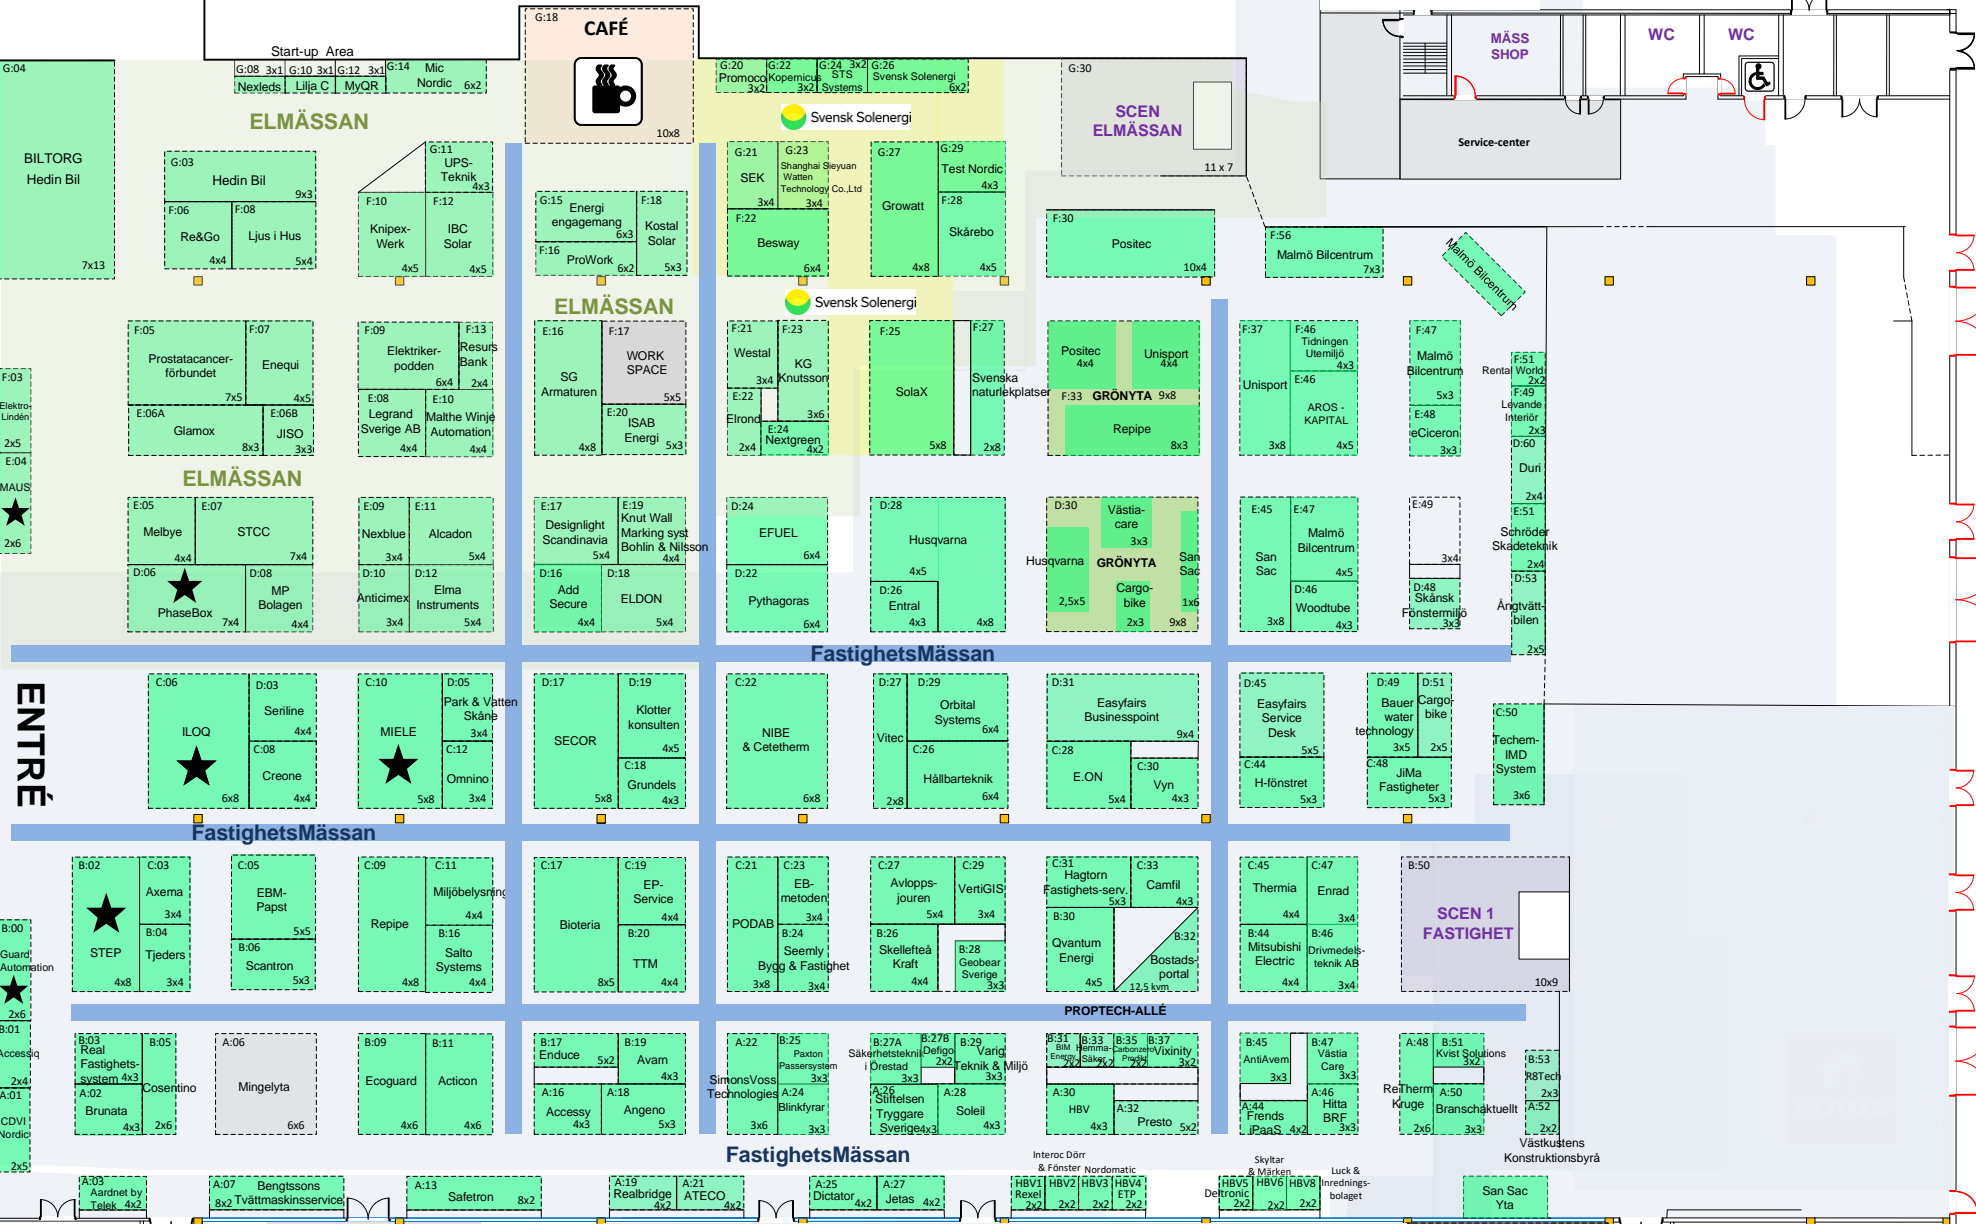 G:18
CAFÉ
10x8
Start-up Area
G:04
BILTORG
Hedin Bil
7x13
G:08 3x1
Nexleds
G:10 3x1
Lilja C
G:12 3x1
MyQR
G:14
Mic
Nordic
6x2
G:20
Promoco
3x2
G:22
Kopernicus
3x2
G:24 3x2
STS
Systems
G:26
Svensk Solenergi
6x2
G:30
SCEN
ELMÄSSAN
11 x 7
MÄSS
SHOP
WC
WC
Service-center
ELMÄSSAN
Svensk Solenergi
G:03
Hedin Bil
9x3
F:06
Re&Go
4x4
F:08
Ljus i Hus
5x4
G:11
UPS-
Teknik
4x3
F:10
Knipex-
Werk
4x5
F:12
IBC
Solar
4x5
G:15
Energi
engagemang
6x3
F:16
ProWork
6x2
F:18
Kostal
Solar
5x3
G:21
SEK
3x4
G:23
Shanghai Sieyuan
Watten
Technology Co.,Ltd
3x4
F:22
Besway
6x4
G:27
Growatt
4x8
G:29
Test Nordic
4x3
F:28
Skårebo
4x5
F:30
Positec
10x4
F:56
Malmö Bilcentrum
7x3
Malmö Bilcentrum
ELMÄSSAN
Svensk Solenergi
F:03
Elektro-
Lindén
2x5
E:04
MAUS
2x6
F:05
Prostatacancer-
förbundet
7x5
F:07
Enequi
4x5
E:06A
Glamox
8x3
E:06B
JISO
3x3
F:09
Elektriker-
podden
6x4
F:13
Resurs
Bank
2x4
E:08
Legrand
Sverige AB
4x4
E:10
Malthe Winje
Automation
4x4
E:16
SG
Armaturen
4x8
F:17
WORK
SPACE
5x5
E:20
ISAB
Energi
5x3
F:21
Westal
3x4
F:23
KG
Knutsson
3x6
E:22
Elrond
2x4
E:24
Nextgreen
4x2
F:25
SolaX
5x8
F:27
Svenska
naturlekplatser
2x8
Positec
4x4
Unisport
4x4
F:33 GRÖNYTA 9x8
Repipe
8x3
F:37
Unisport
3x8
F:46
Tidningen
Utemiljö
4x3
E:46
AROS -
KAPITAL
4x5
F:47
Malmö
Bilcentrum
5x3
E:48
eCiceron
3x3
F:51
Rental World
2x2
F:49
Levande
Interiör
2x3
D:60
Duri
2x4
E:51
Schröder
Skadeteknik
2x4
D:53
Ångtvätt-
bilen
2x5
ELMÄSSAN
E:05
Melbye
4x4
E:07
STCC
7x4
D:06
PhaseBox
7x4
D:08
MP
Bolagen
4x4
E:09
Nexblue
3x4
E:11
Alcadon
5x4
D:10
Anticimex
3x4
D:12
Elma
Instruments
5x4
E:17
Designlight
Scandinavia
5x4
E:19
Knut Wall
Marking syst
Bohlin & Nilsson
4x4
D:16
Add
Secure
4x4
D:18
ELDON
5x4
D:24
EFUEL
6x4
D:22
Pythagoras
6x4
D:28
Husqvarna
4x5
D:26
Entral
4x3
4x8
D:30
Västia-
care
3x3
Husqvarna
2,5x5
GRÖNYTA
San
Sac
1x6
Cargo-
bike
2x3
9x8
E:45
San
Sac
3x8
E:47
Malmö
Bilcentrum
4x5
D:46
Woodtube
4x3
E:49
3x4
D:48
Skånsk
Fönstermiljö
3x3
FastighetsMässan
ENTRÉ
C:06
ILOQ
6x8
D:03
Seriline
4x4
C:08
Creone
4x4
C:10
MIELE
5x8
D:05
Park & Vatten
Skåne
3x4
C:12
Omnino
3x4
D:17
SECOR
5x8
D:19
Klotter
konsulten
4x5
C:18
Grundels
4x3
C:22
NIBE
& Cetetherm
6x8
D:27
Vitec
2x8
D:29
Orbital
Systems
6x4
C:26
Hållbarteknik
6x4
D:31
Easyfairs
Businesspoint
9x4
C:28
E.ON
5x4
C:30
Vyn
4x3
D:45
Easyfairs
Service
Desk
5x5
C:44
H-fönstret
5x3
D:49
Bauer
water
technology
3x5
D:51
Cargo-
bike
2x5
C:48
JiMa
Fastigheter
5x3
C:50
Techem-
IMD
System
3x6
FastighetsMässan
B:00
Guard
Automation
2x6
B:01
Accessiq
2x4
A:01
CDVI
Nordic
2x5
B:02
STEP
4x8
C:03
Axema
3x4
B:04
Tjeders
3x4
C:05
EBM-
Papst
5x5
B:06
Scantron
5x3
C:09
Repipe
4x8
C:11
Miljöbelysning
4x4
B:16
Salto
Systems
4x4
C:17
Bioteria
8x5
C:19
EP-
Service
4x4
B:20
TTM
4x4
C:21
PODAB
3x8
C:23
EB-
metoden
3x4
B:24
Seemly
Bygg & Fastighet
3x4
C:27
Avlopps-
jouren
5x4
C:29
VertiGIS
3x4
B:26
Skellefteå
Kraft
4x4
B:28
Geobear
Sverige
3x3
C:31
Hagtorn
Fastighets-serv.
5x3
C:33
Camfil
4x3
B:30
Qvantum
Energi
4x5
B:32
Bostads-
portal
12,5 kvm
C:45
Thermia
4x4
C:47
Enrad
3x4
B:44
Mitsubishi
Electric
4x4
B:46
Drivmedels-
teknik AB
3x4
B:50
SCEN 1
FASTIGHET
10x9
PROPTECH-ALLÉ
B:03
Real
Fastighets-
system 4x3
B:05
Cosentino
2x6
A:02
Brunata
4x3
A:06
Mingelyta
6x6
B:09
Ecoguard
4x6
B:11
Acticon
4x6
B:17
Enduce
5x2
B:19
Avarn
4x3
A:16
Accessy
4x3
A:18
Angeno
5x3
A:22
SimonsVoss
Technologies
3x6
B:25
Paxton
Passersystem
3x3
A:24
Blinkfyrar
3x3
B:27A
Säkerhetsteknik
i Örestad
3x3
B:27B
Defigo
2x2
B:29
Varig
Teknik & Miljö
3x3
A:26
Stiftelsen
Tryggare
Sverige 4x3
A:28
Soleil
4x3
B:31
BIM
Energy
2x2
B:33
Hemma-
Säker
2x2
B:35
Carbonzero
Predikt
2x2
B:37
Vixinity
3x2
A:30
HBV
4x3
A:32
Presto
5x2
B:45
AntiAvern
3x3
B:47
Västia
Care
3x3
A:44
Frends
iPaaS 4x2
A:46
Hitta
BRF
3x3
A:48
ReTherm
Kruge
2x6
B:51
Kvist Solutions
3x2
A:50
Branschaktuellt
3x3
B:53
R8Tech
2x3
A:52
2x2
Västkustens
Konstruktionsbyrå
FastighetsMässan
A:03
Aardnet by
Telek 4x2
A:07
Bengtssons
8x2 Tvättmaskinsservice
A:13
Safetron
8x2
A:19
Realbridge
4x2
A:21
ATECO
4x2
A:25
Dictator
4x2
A:27
Jetas
4x2
Interoc Dörr
& Fönster
Nordomatic
HBV1
Rexel
2x2
HBV2
2x2
HBV3
2x2
HBV4
ETP
2x2
Skyltar
& Märken
HBV5
Deltronic
2x2
HBV6
2x2
HBV8
2x2
Luck &
Inrednings-
bolaget
San Sac
Yta